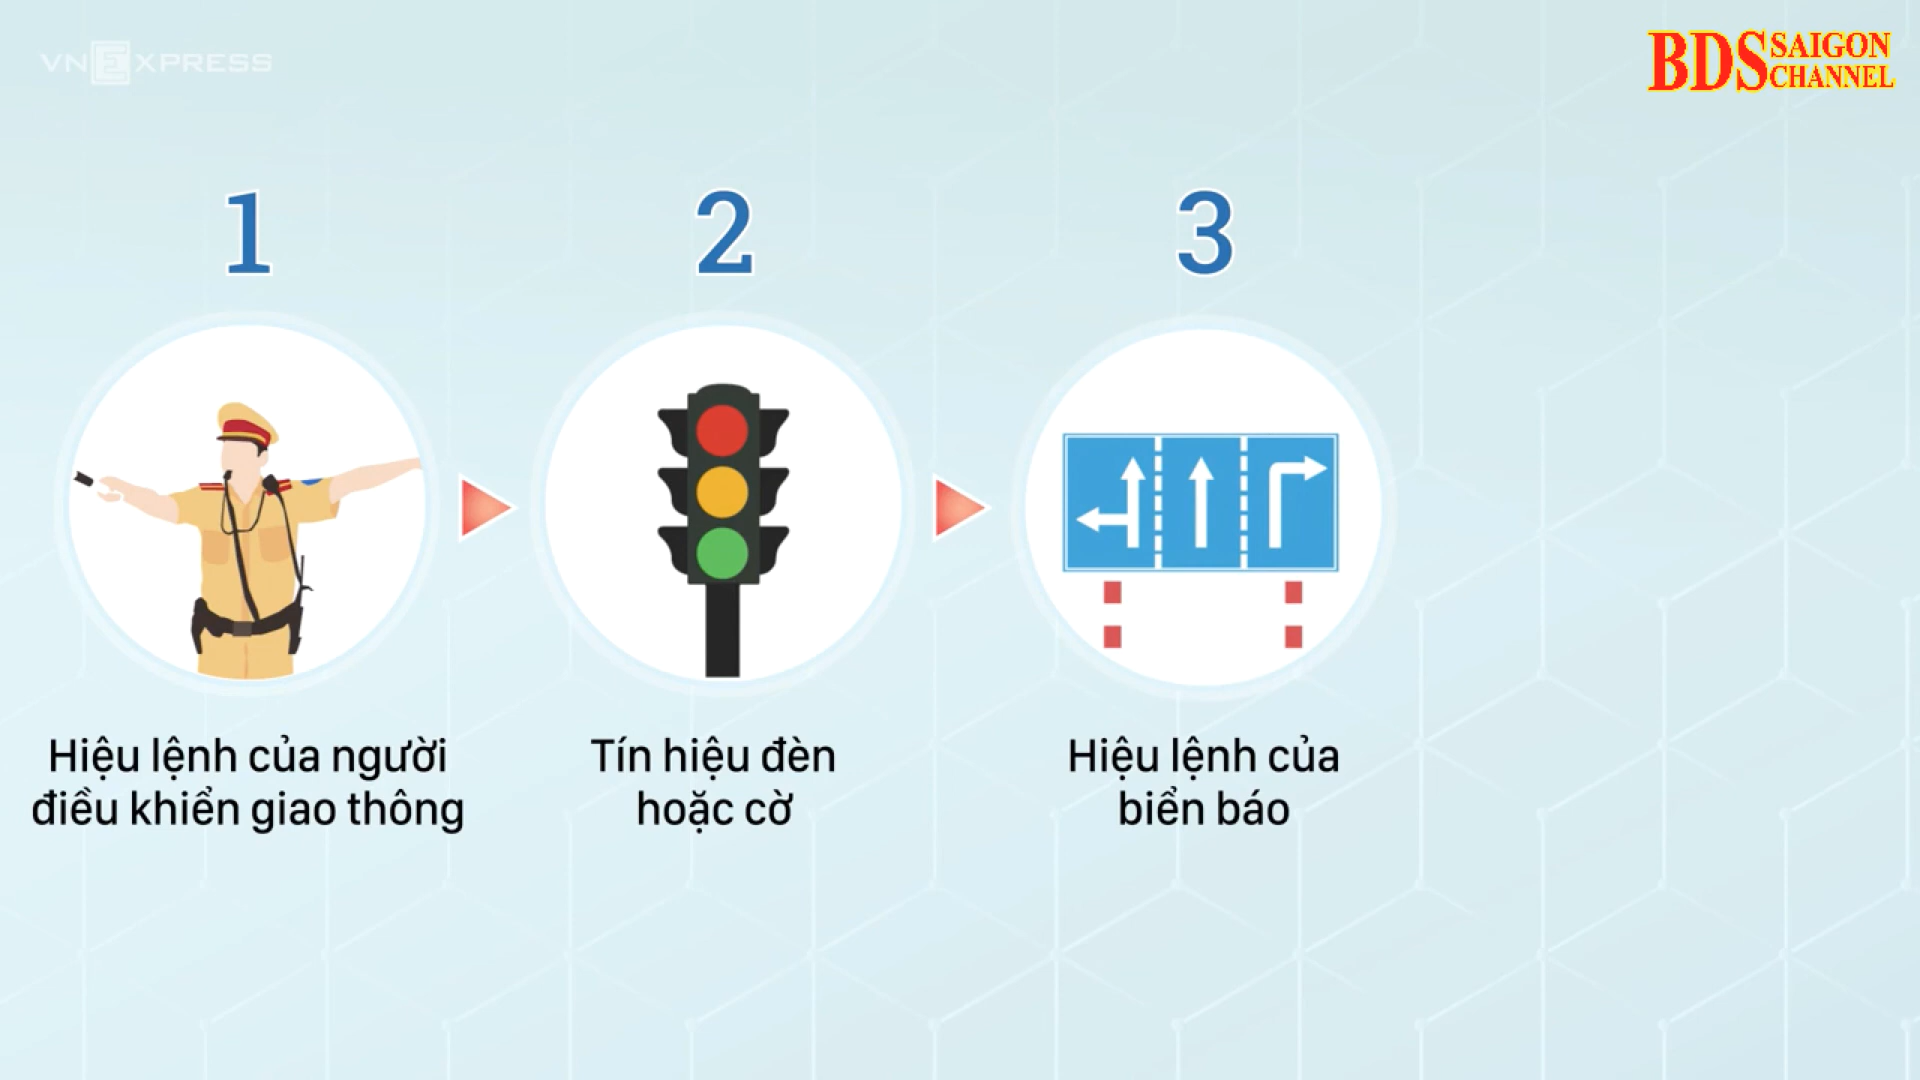 VNEXPRESS
BDS SAIGON
CHANNEL
1
2
3
Hiệu lệnh của người
điều khiển giao thông
Tín hiệu đèn
hoặc cờ
Hiệu lệnh của
biển báo